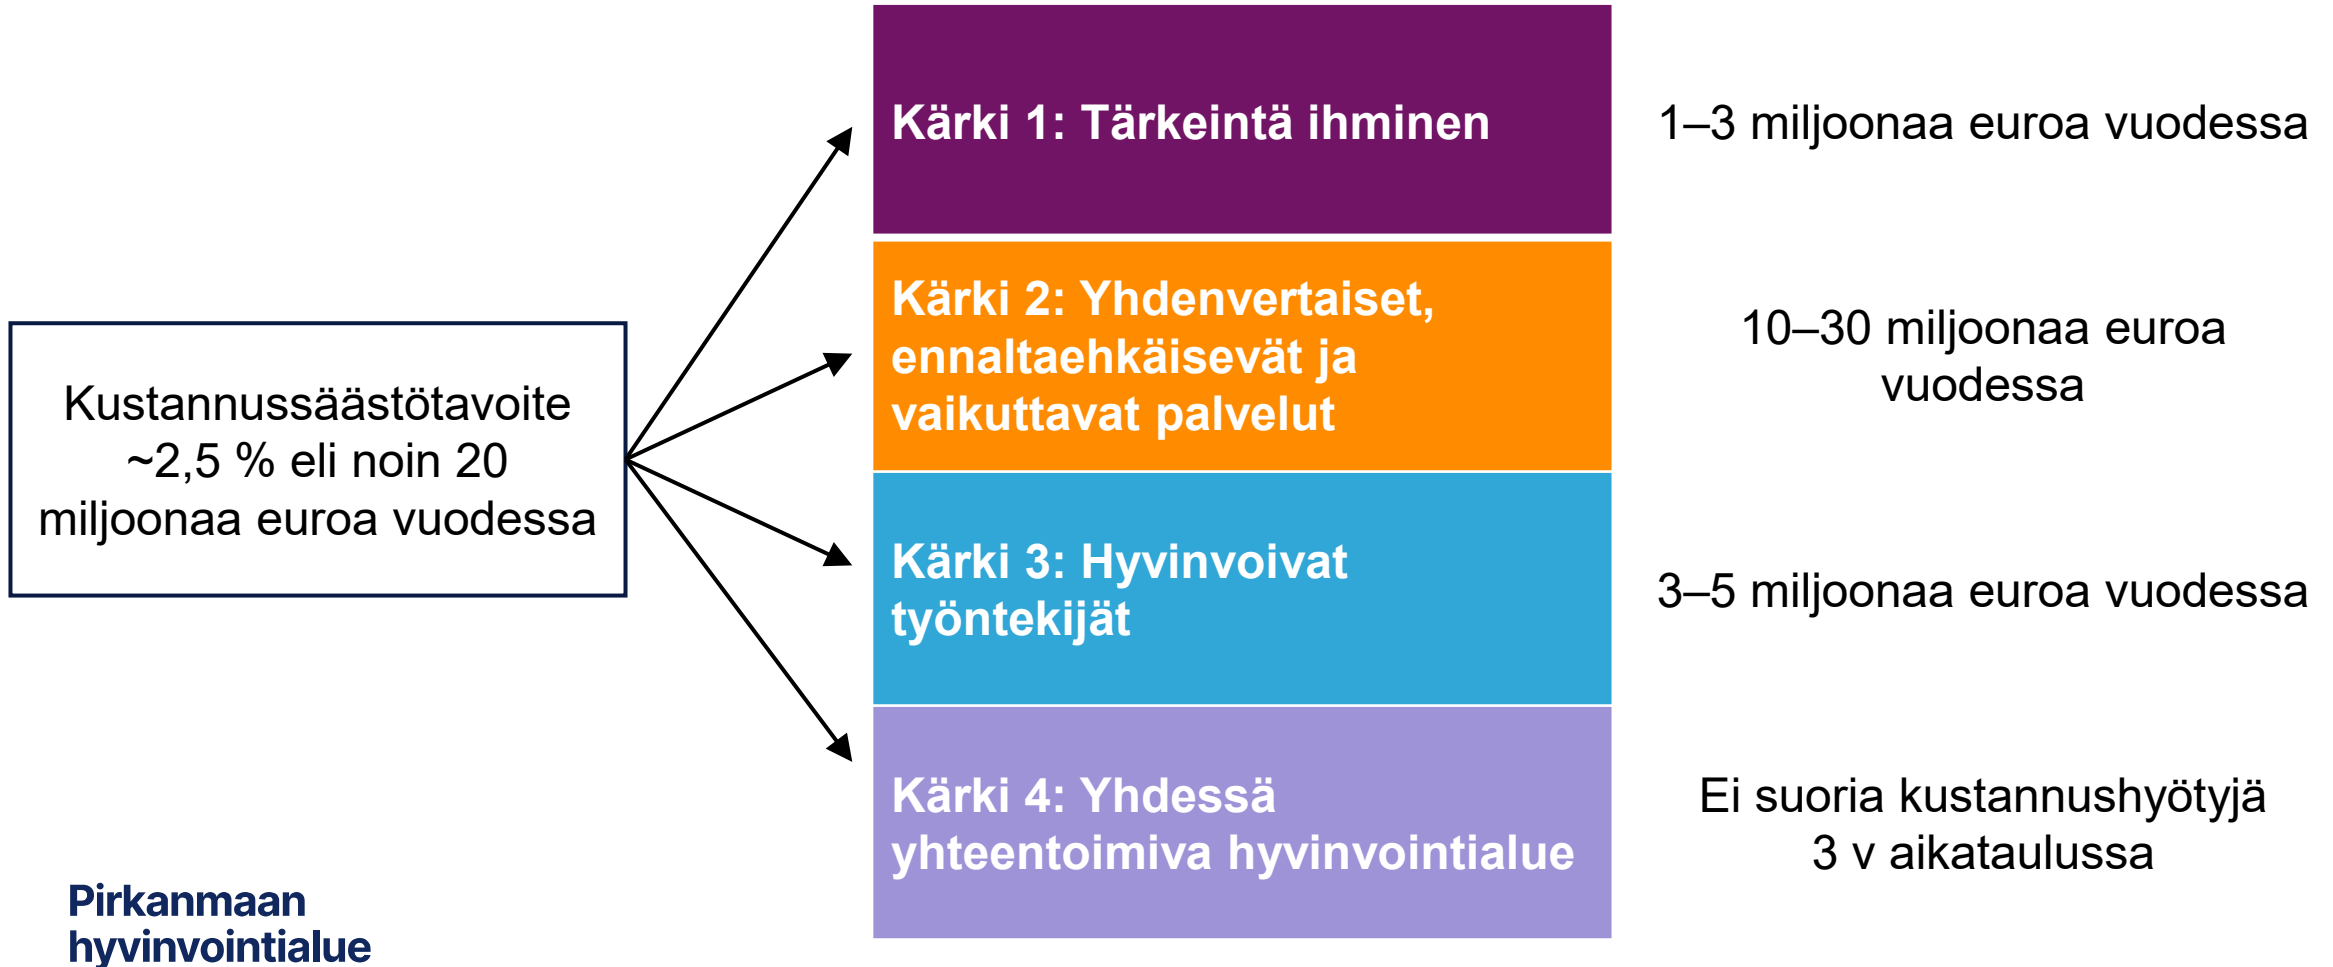 Kustannussäästötavoite
~2,5 % eli noin 20
miljoonaa euroa vuodessa
Kärki 1: Tärkeintä ihminen
1–3 miljoonaa euroa vuodessa
Kärki 2: Yhdenvertaiset,
ennaltaehkäisevät ja
vaikuttavat palvelut
10–30 miljoonaa euroa
vuodessa
Kärki 3: Hyvinvoivat
työntekijät
3–5 miljoonaa euroa vuodessa
Kärki 4: Yhdessä
yhteentoimiva hyvinvointialue
Ei suoria kustannushyötyjä
3 v aikataulussa
Pirkanmaan
hyvinvointialue